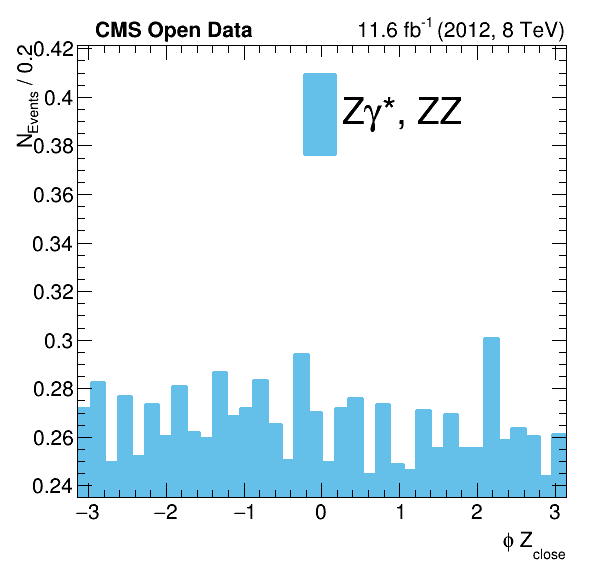 CMS Open Data 11.6 fb-1 (2012, 8 TeV)
NEvents / 0.2
0.42
0.4
0.38
0.36
0.34
0.32
0.3
0.28
0.26
0.24
Zγ*, ZZ
−3 −2 −1 0 1 2 3
ϕ Zclose